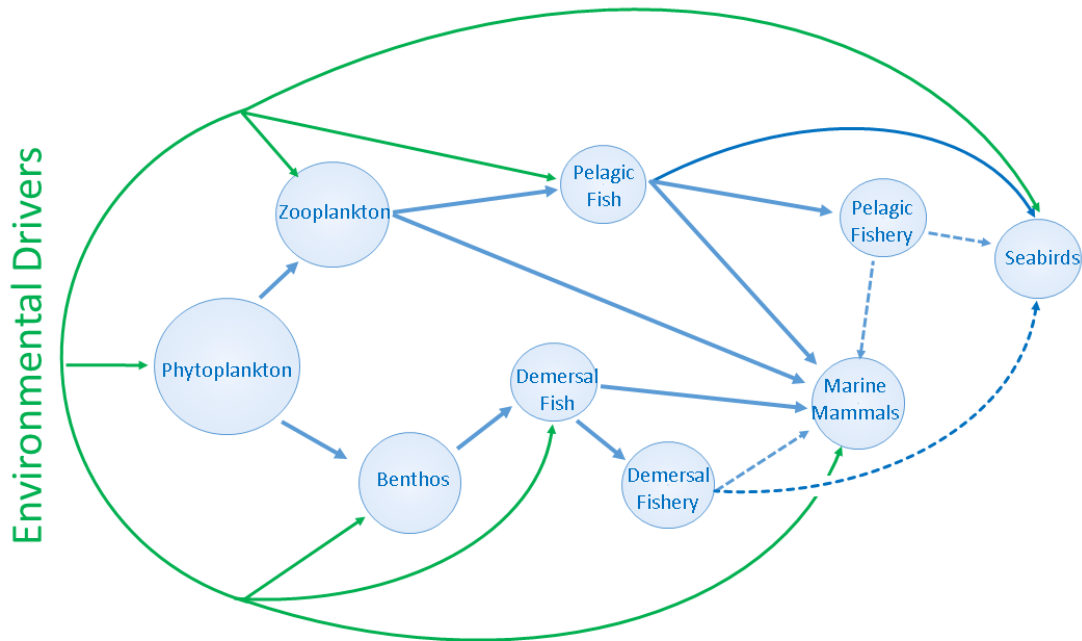 Environmental Drivers
Zooplankton
Pelagic
Fish
Pelagic
Fishery
Seabirds
Phytoplankton
Demersal
Fish
Marine
Mammals
Benthos
Demersal
Fishery